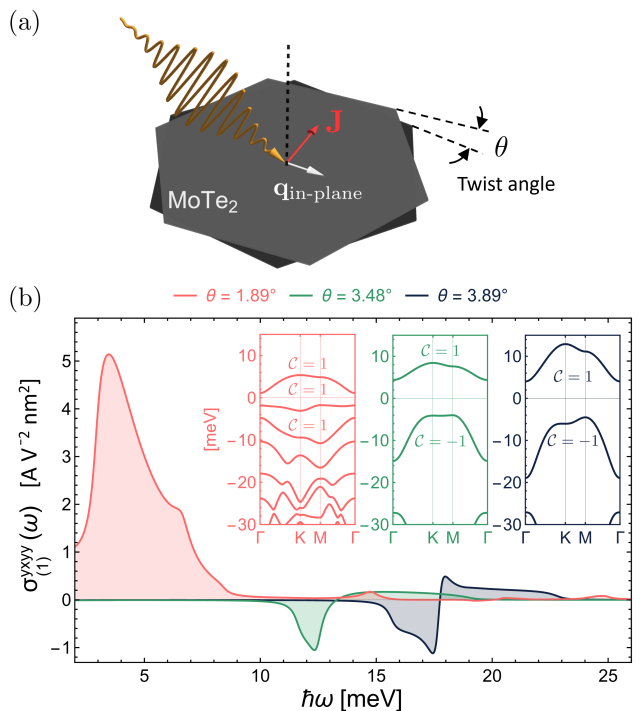 (a)
J
θ
MoTe₂
q_in-plane
Twist angle
(b)
θ = 1.89° θ = 3.48° θ = 3.89°
σ^{yxyy}_{(1)}(ω) [A V⁻² nm²]
5
4
3
2
1
0
-1
5 10 15 20 25
ħω [meV]
[meV]
10
0
−10
−20
−30
𝒞 = 1
𝒞 = 1
𝒞 = 1
Γ K M Γ
10
0
−10
−20
−30
𝒞 = 1
𝒞 = −1
Γ K M Γ
10
0
−10
−20
−30
𝒞 = 1
𝒞 = −1
Γ K M Γ